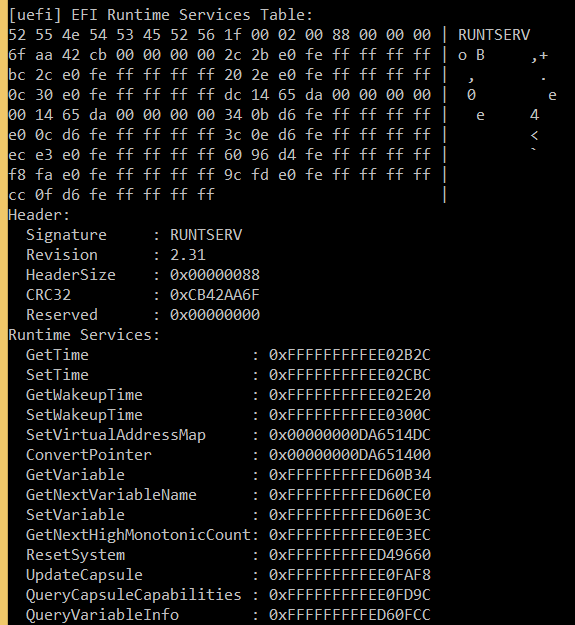 [uefi] EFI Runtime Services Table:
52 55 4e 54 53 45 52 56 1f 00 02 00 88 00 00 00 | RUNTSERV
6f aa 42 cb 00 00 00 00 2c 2b e0 fe ff ff ff ff | o B     ,+
bc 2c e0 fe ff ff ff ff 20 2e e0 fe ff ff ff ff |  ,       .
0c 30 e0 fe ff ff ff ff dc 14 65 da 00 00 00 00 |  0        e
00 14 65 da 00 00 00 00 34 0b d6 fe ff ff ff ff |   e     4
e0 0c d6 fe ff ff ff ff 3c 0e d6 fe ff ff ff ff |         <
ec e3 e0 fe ff ff ff ff 60 96 d4 fe ff ff ff ff |         `
f8 fa e0 fe ff ff ff ff 9c fd e0 fe ff ff ff ff |
cc 0f d6 fe ff ff ff ff                         |
Header:
  Signature     : RUNTSERV
  Revision      : 2.31
  HeaderSize    : 0x00000088
  CRC32         : 0xCB42AA6F
  Reserved      : 0x00000000
Runtime Services:
  GetTime                  : 0xFFFFFFFFFEE02B2C
  SetTime                  : 0xFFFFFFFFFEE02CBC
  GetWakeupTime            : 0xFFFFFFFFFEE02E20
  SetWakeupTime            : 0xFFFFFFFFFEE0300C
  SetVirtualAddressMap     : 0x00000000DA6514DC
  ConvertPointer           : 0x00000000DA651400
  GetVariable              : 0xFFFFFFFFFED60B34
  GetNextVariableName      : 0xFFFFFFFFFED60CE0
  SetVariable              : 0xFFFFFFFFFED60E3C
  GetNextHighMonotonicCount: 0xFFFFFFFFFEE0E3EC
  ResetSystem              : 0xFFFFFFFFFED49660
  UpdateCapsule            : 0xFFFFFFFFFEE0FAF8
  QueryCapsuleCapabilities : 0xFFFFFFFFFEE0FD9C
  QueryVariableInfo        : 0xFFFFFFFFFED60FCC